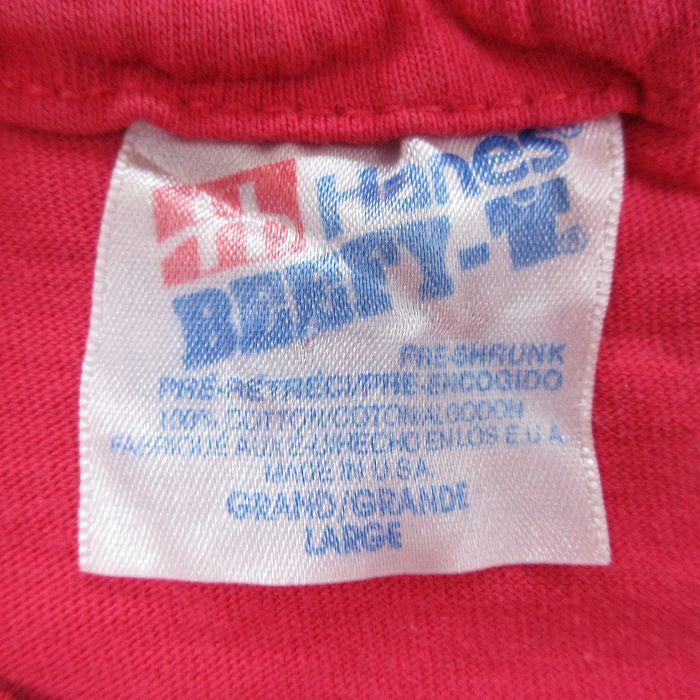 Hanes®
BEEFY-T.®
PRE-SHRUNK
PRÉ-RÉTRÉCI/PRE-ENCOGIDO
100% COTTON/COTON/ALGODON
FABRIQUÉ AUX É-U/HECHO EN LOS E.U.A.
MADE IN U.S.A.
GRAND/GRANDE
LARGE